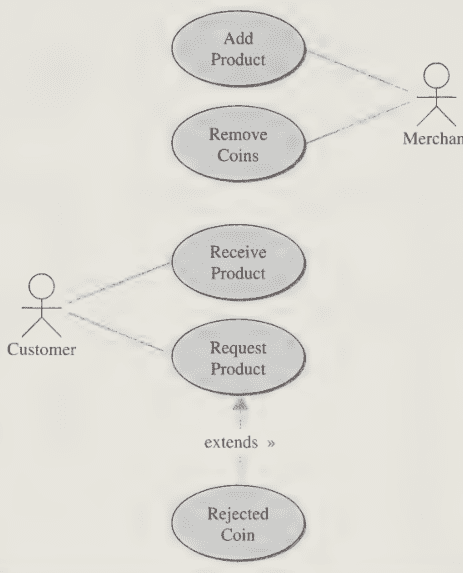 Add
Product
Remove
Coins
Merchan
Receive
Product
Customer
Request
Product
extends »
Rejected
Coin